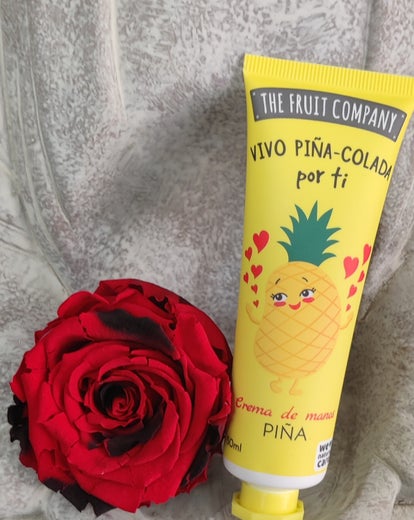 THE FRUIT COMPANY
VIVO PIÑA-COLADA
por ti
Crema de manos
PIÑA